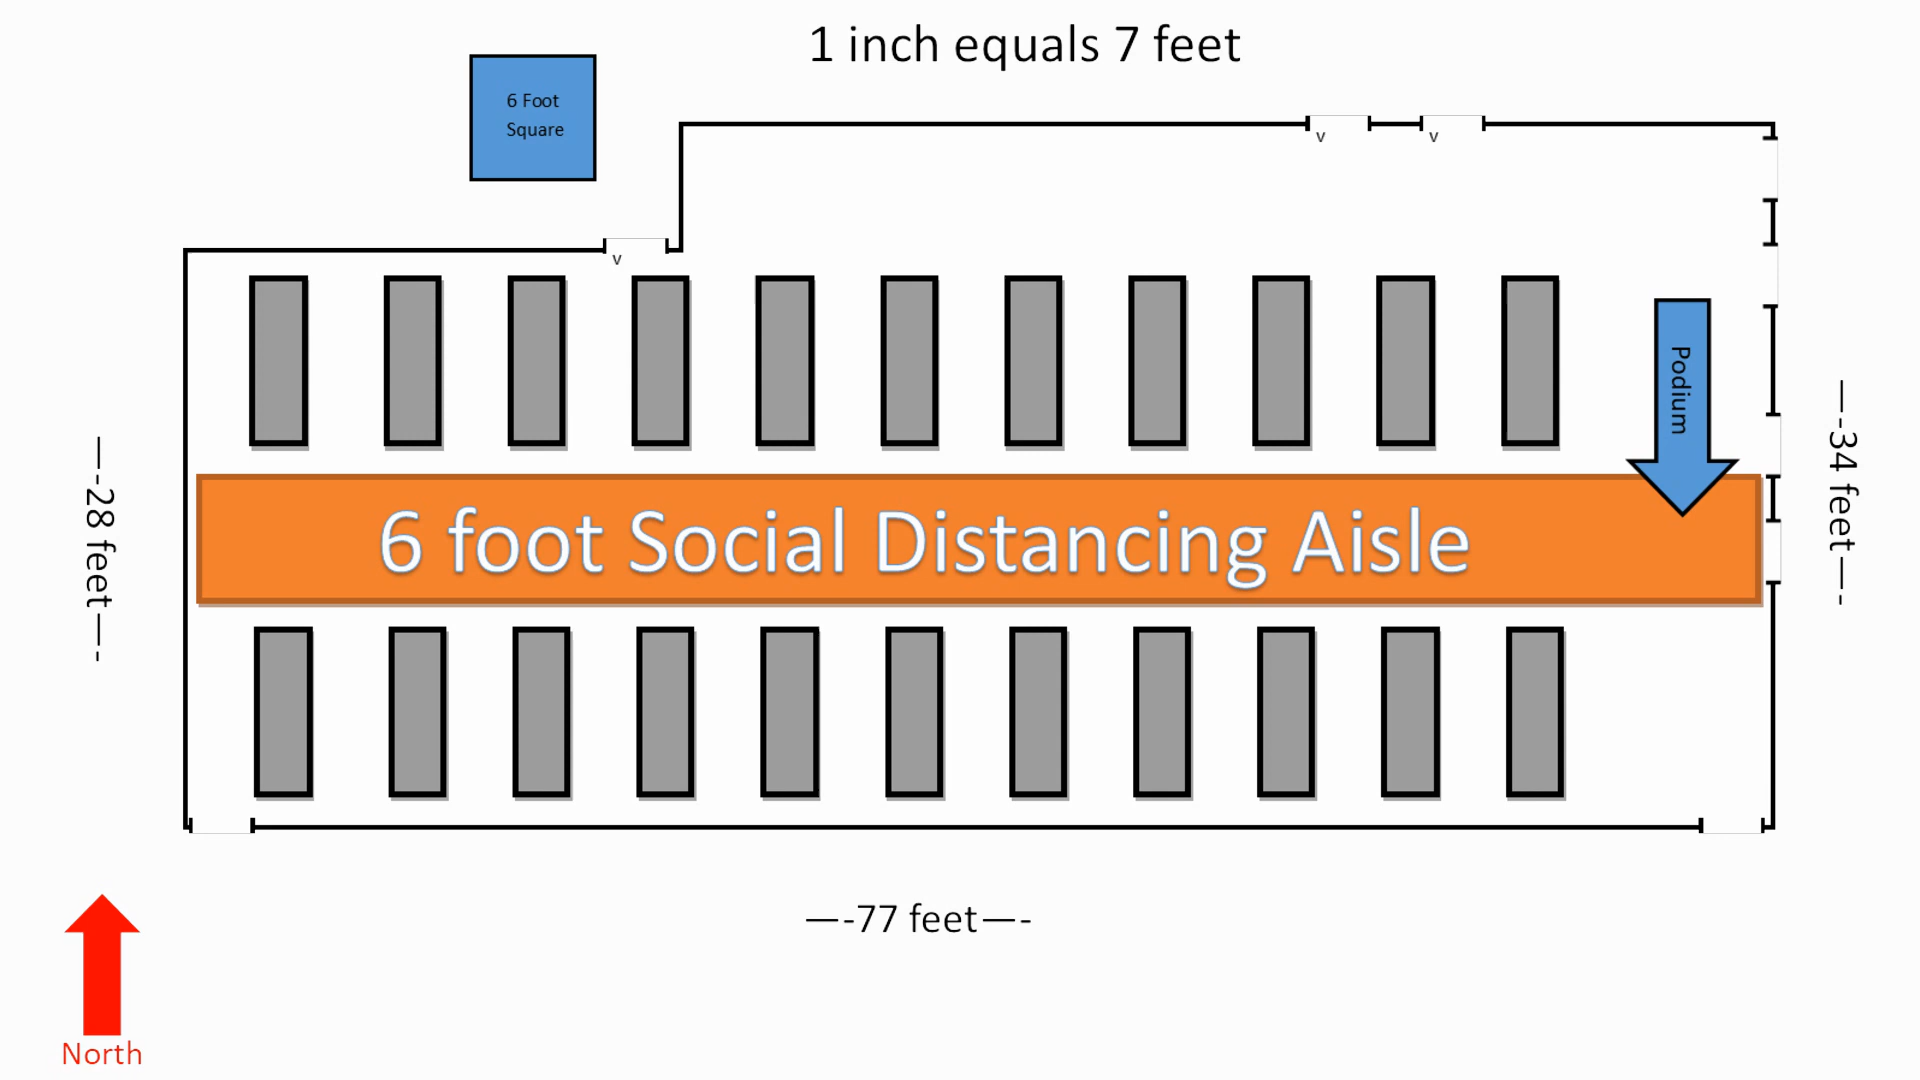 1 inch equals 7 feet
6 Foot
Square
v
v
v
Podium
—-34 feet—-
—-28 feet—-
6 foot Social Distancing Aisle
—-77 feet—-
North